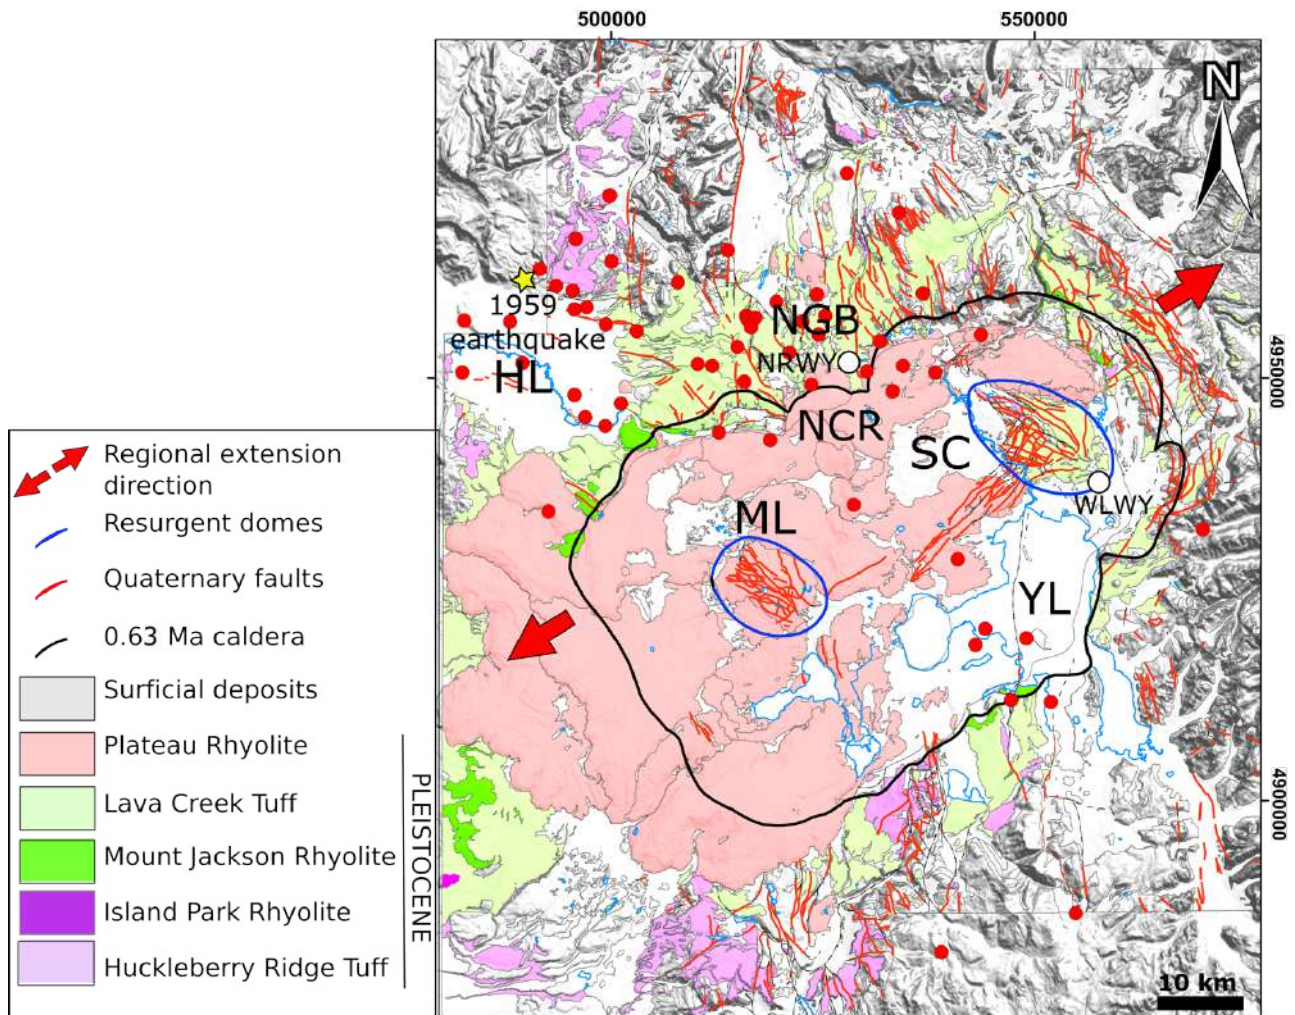 500000
550000
N
1959
earthquake
NGB
NRWY
4950000
HL
NCR
SC
WLWY
ML
YL
4900000
10 km
Regional extension
direction
Resurgent domes
Quaternary faults
0.63 Ma caldera
Surficial deposits
Plateau Rhyolite
Lava Creek Tuff
Mount Jackson Rhyolite
Island Park Rhyolite
Huckleberry Ridge Tuff
PLEISTOCENE